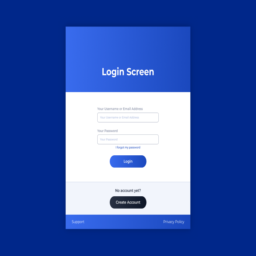 Login Screen
Your Username or Email Address
Your Username or Email Address
Your Password
Your Password
I forgot my password
Login
No account yet?
Create Account
Support
Privacy Policy